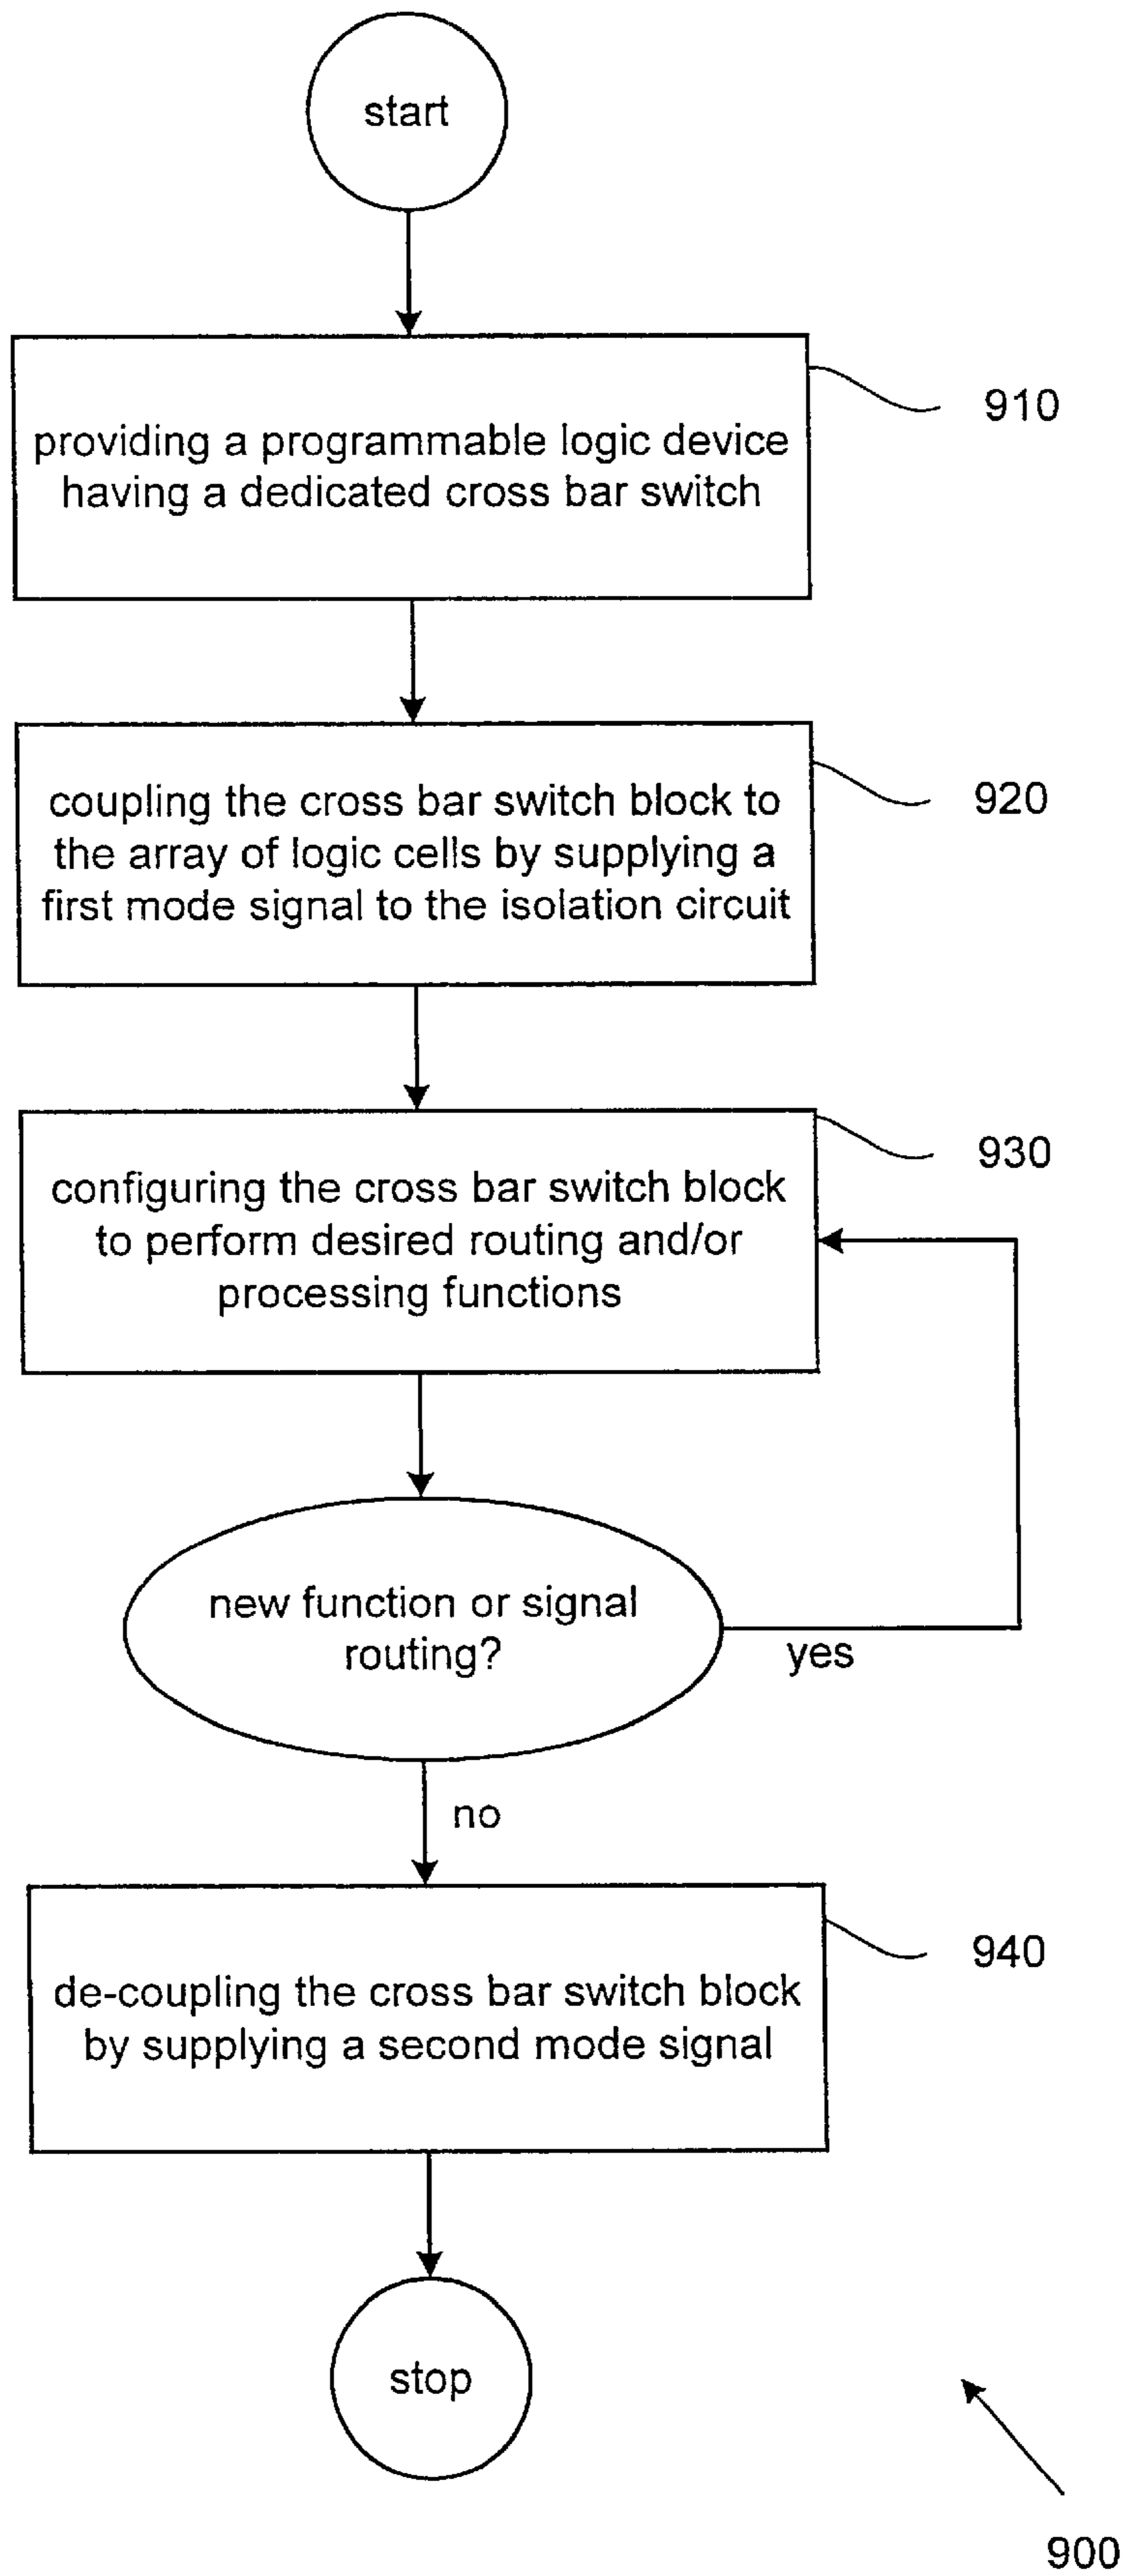 start
providing a programmable logic device
having a dedicated cross bar switch
910
coupling the cross bar switch block to
the array of logic cells by supplying a
first mode signal to the isolation circuit
920
configuring the cross bar switch block
to perform desired routing and/or
processing functions
930
new function or signal
routing?
yes
no
de-coupling the cross bar switch block
by supplying a second mode signal
940
stop
900